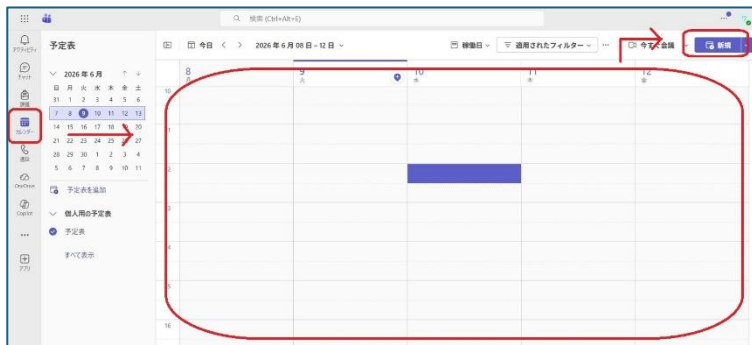 検索 (Ctrl+Alt+E)
アクティビティ
チャット
課題
カレンダー
通話
OneDrive
Copilot
アプリ
予定表
2026 年 6 月
日 月 火 水 木 金 土
31 1 2 3 4 5 6
7 8 9 10 11 12 13
14 15 16 17 18 19 20
21 22 23 24 25 26 27
28 29 30 1 2 3 4
5 6 7 8 9 10 11
予定表を追加
個人用の予定表
予定表
すべて表示
今日
2026 年 6 月 08 日 – 12 日
稼働日
適用されたフィルター
今すぐ会議
新規
8 9 10 11 12
月 火 水 木 金
10
16